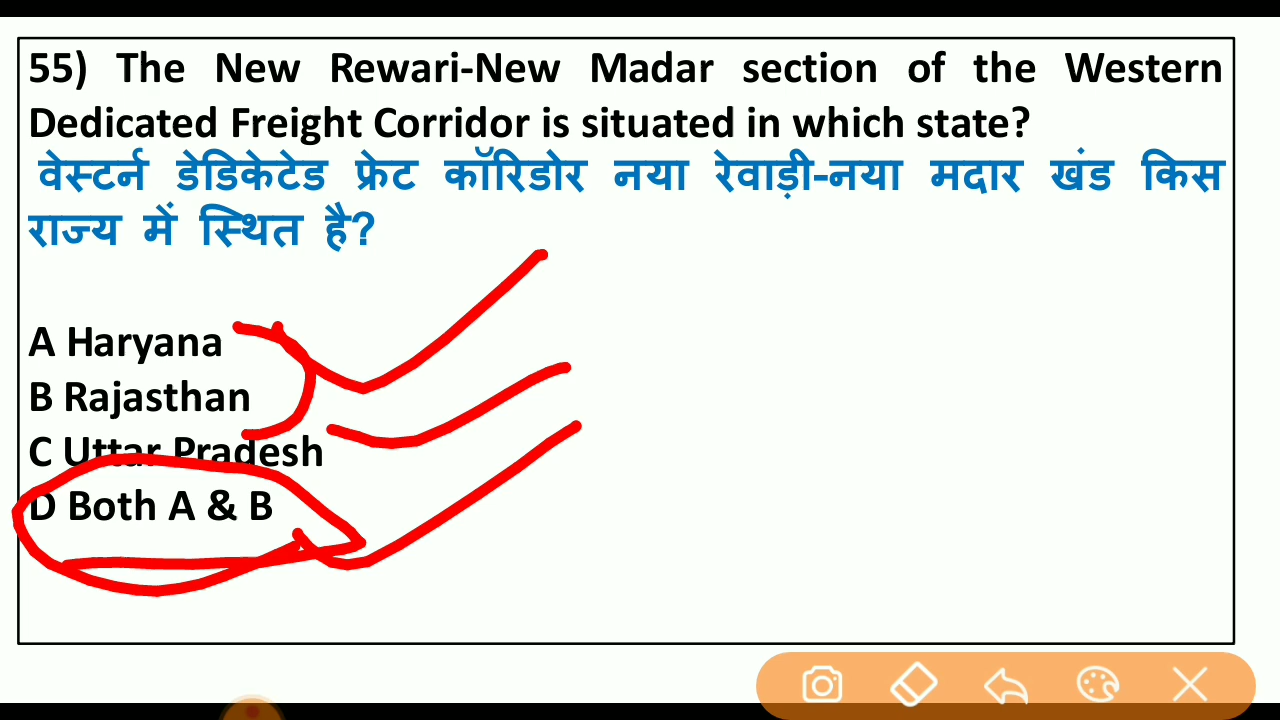 55) The New Rewari-New Madar section of the Western
Dedicated Freight Corridor is situated in which state?
वेस्टर्न डेडिकेटेड फ्रेट कॉरिडोर नया रेवाड़ी-नया मदार खंड किस
राज्य में स्थित है?
A Haryana
B Rajasthan
C Uttar Pradesh
D Both A & B